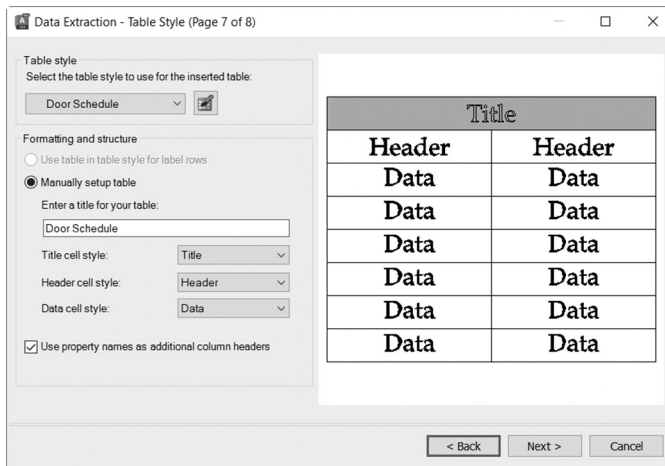 Data Extraction - Table Style (Page 7 of 8)
Table style
Select the table style to use for the inserted table:
Door Schedule
Formatting and structure
Use table in table style for label rows
Manually setup table
Enter a title for your table:
Door Schedule
Title cell style: Title
Header cell style: Header
Data cell style: Data
Use property names as additional column headers
Title
Header Header
Data Data
Data Data
Data Data
Data Data
Data Data
Data Data
< Back Next > Cancel